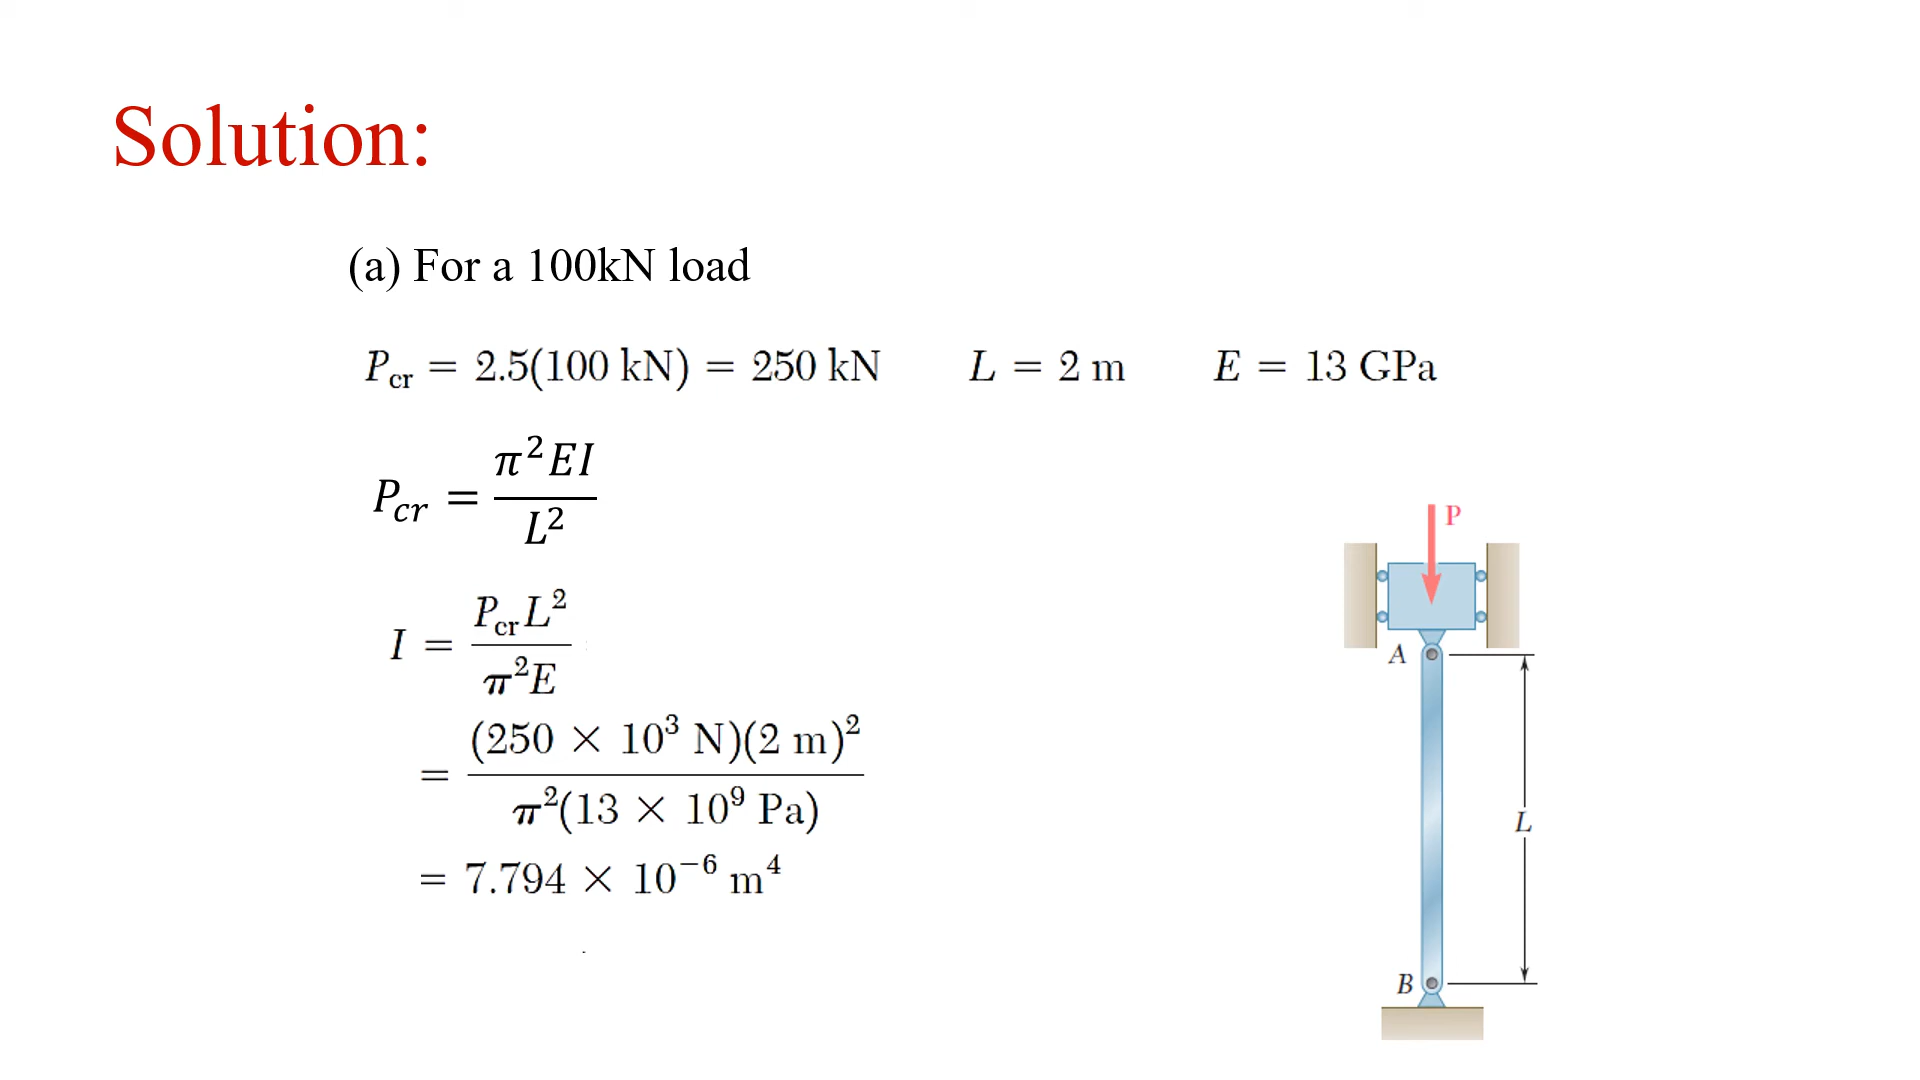 Solution:
(a) For a 100kN load
P_cr = 2.5(100 kN) = 250 kN L = 2 m E = 13 GPa
P_cr = π²EI / L²
I = P_cr L² / π²E
= (250 × 10³ N)(2 m)² / π²(13 × 10⁹ Pa)
= 7.794 × 10⁻⁶ m⁴
P
A
L
B